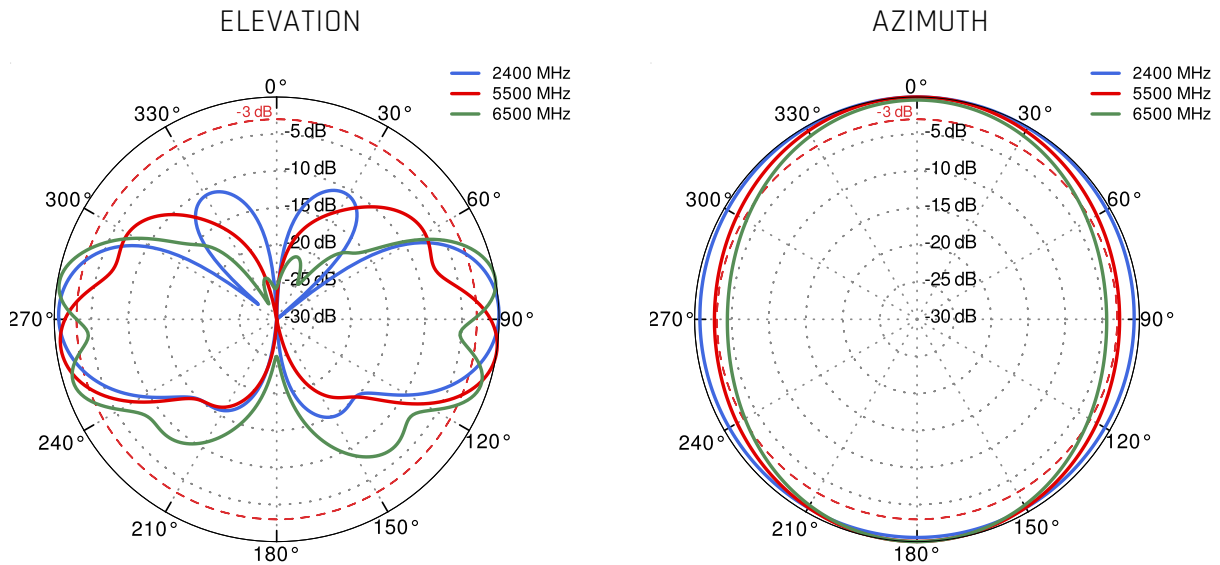 ELEVATION
2400 MHz
5500 MHz
6500 MHz
0°
330°
-3 dB
30°
-5 dB
-10 dB
300°
-15 dB
60°
-20 dB
-25 dB
270°
-30 dB
90°
240°
120°
210°
150°
180°
AZIMUTH
2400 MHz
5500 MHz
6500 MHz
0°
330°
-3 dB
30°
-5 dB
-10 dB
300°
-15 dB
60°
-20 dB
-25 dB
270°
-30 dB
90°
240°
120°
210°
150°
180°